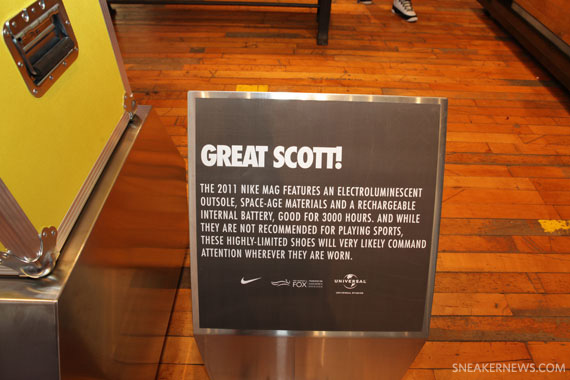 GREAT SCOTT!
THE 2011 NIKE MAG FEATURES AN ELECTROLUMINESCENT
OUTSOLE, SPACE-AGE MATERIALS AND A RECHARGEABLE
INTERNAL BATTERY, GOOD FOR 3000 HOURS. AND WHILE
THEY ARE NOT RECOMMENDED FOR PLAYING SPORTS,
THESE HIGHLY-LIMITED SHOES WILL VERY LIKELY COMMAND
ATTENTION WHEREVER THEY ARE WORN.
FOX
UNIVERSAL
SNEAKERNEWS.COM